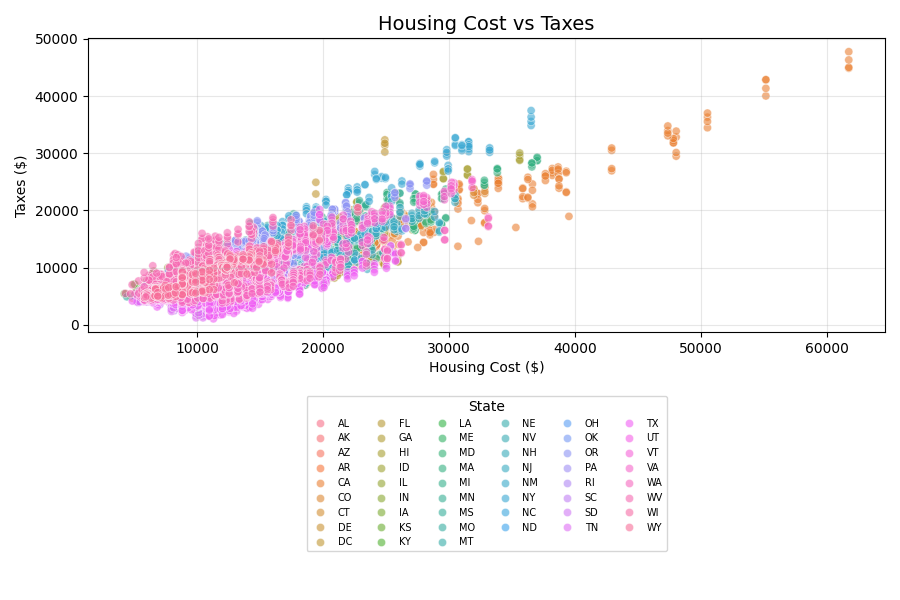 Housing Cost vs Taxes
50000
40000
30000
20000
10000
0
Taxes ($)
10000 20000 30000 40000 50000 60000
Housing Cost ($)
State
AL FL LA NE OH TX
AK GA ME NV OK UT
AZ HI MD NH OR VT
AR ID MA NJ PA VA
CA IL MI NM RI WA
CO IN MN NY SC WV
CT IA MS NC SD WI
DE KS MO ND TN WY
DC KY MT